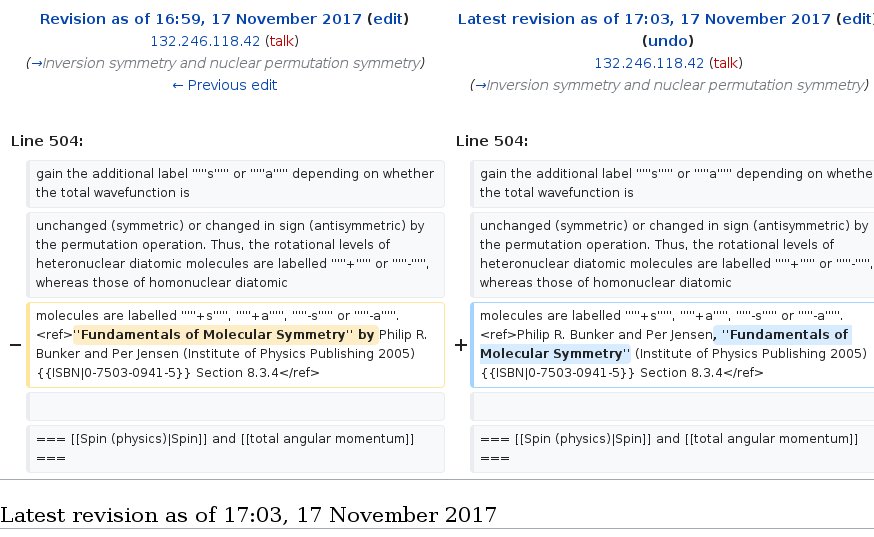 Revision as of 16:59, 17 November 2017 (edit)
132.246.118.42 (talk)
(→Inversion symmetry and nuclear permutation symmetry)
← Previous edit
Latest revision as of 17:03, 17 November 2017 (edit)
(undo)
132.246.118.42 (talk)
(→Inversion symmetry and nuclear permutation symmetry)
Line 504:
gain the additional label '''''s''''' or '''''a''''' depending on whether
the total wavefunction is
unchanged (symmetric) or changed in sign (antisymmetric) by
the permutation operation. Thus, the rotational levels of
heteronuclear diatomic molecules are labelled '''''+''''' or '''''-''''',
whereas those of homonuclear diatomic
−
molecules are labelled '''''+s''''', '''''+a''''', '''''-s''''' or '''''-a'''''.
<ref>''Fundamentals of Molecular Symmetry'' by Philip R.
Bunker and Per Jensen (Institute of Physics Publishing 2005)
{{ISBN|0-7503-0941-5}} Section 8.3.4</ref>
=== [[Spin (physics)|Spin]] and [[total angular momentum]]
===
Line 504:
gain the additional label '''''s''''' or '''''a''''' depending on whethe
the total wavefunction is
unchanged (symmetric) or changed in sign (antisymmetric) by
the permutation operation. Thus, the rotational levels of
heteronuclear diatomic molecules are labelled '''''+''''' or '''''-''''',
whereas those of homonuclear diatomic
+
molecules are labelled '''''+s''''', '''''+a''''', '''''-s''''' or '''''-a'''''.
<ref>Philip R. Bunker and Per Jensen, ''Fundamentals of
Molecular Symmetry'' (Institute of Physics Publishing 2005)
{{ISBN|0-7503-0941-5}} Section 8.3.4</ref>
=== [[Spin (physics)|Spin]] and [[total angular momentum]]
===
Latest revision as of 17:03, 17 November 2017